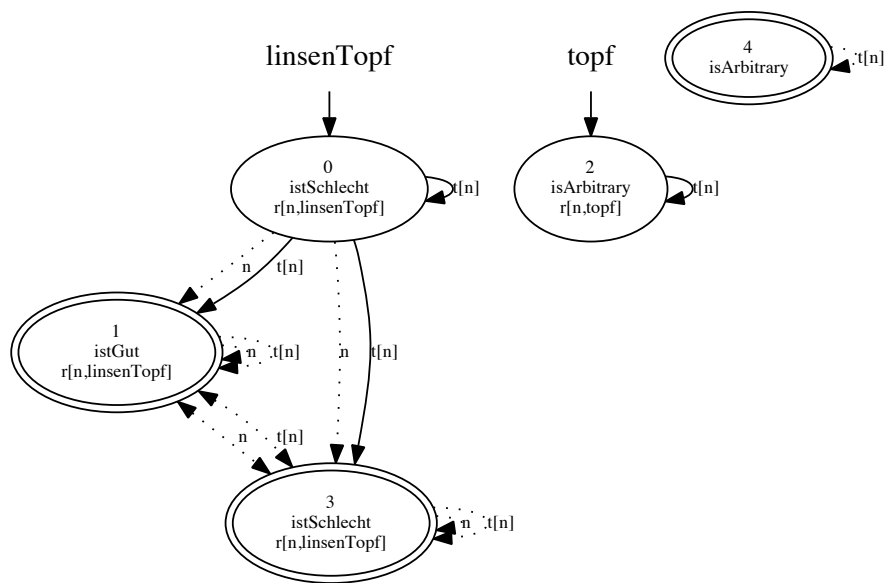 linsenTopf
topf
4
isArbitrary
t[n]
0
istSchlecht
r[n,linsenTopf]
t[n]
2
isArbitrary
r[n,topf]
t[n]
n
t[n]
1
istGut
r[n,linsenTopf]
n
t[n]
n
t[n]
n
t[n]
3
istSchlecht
r[n,linsenTopf]
n
t[n]